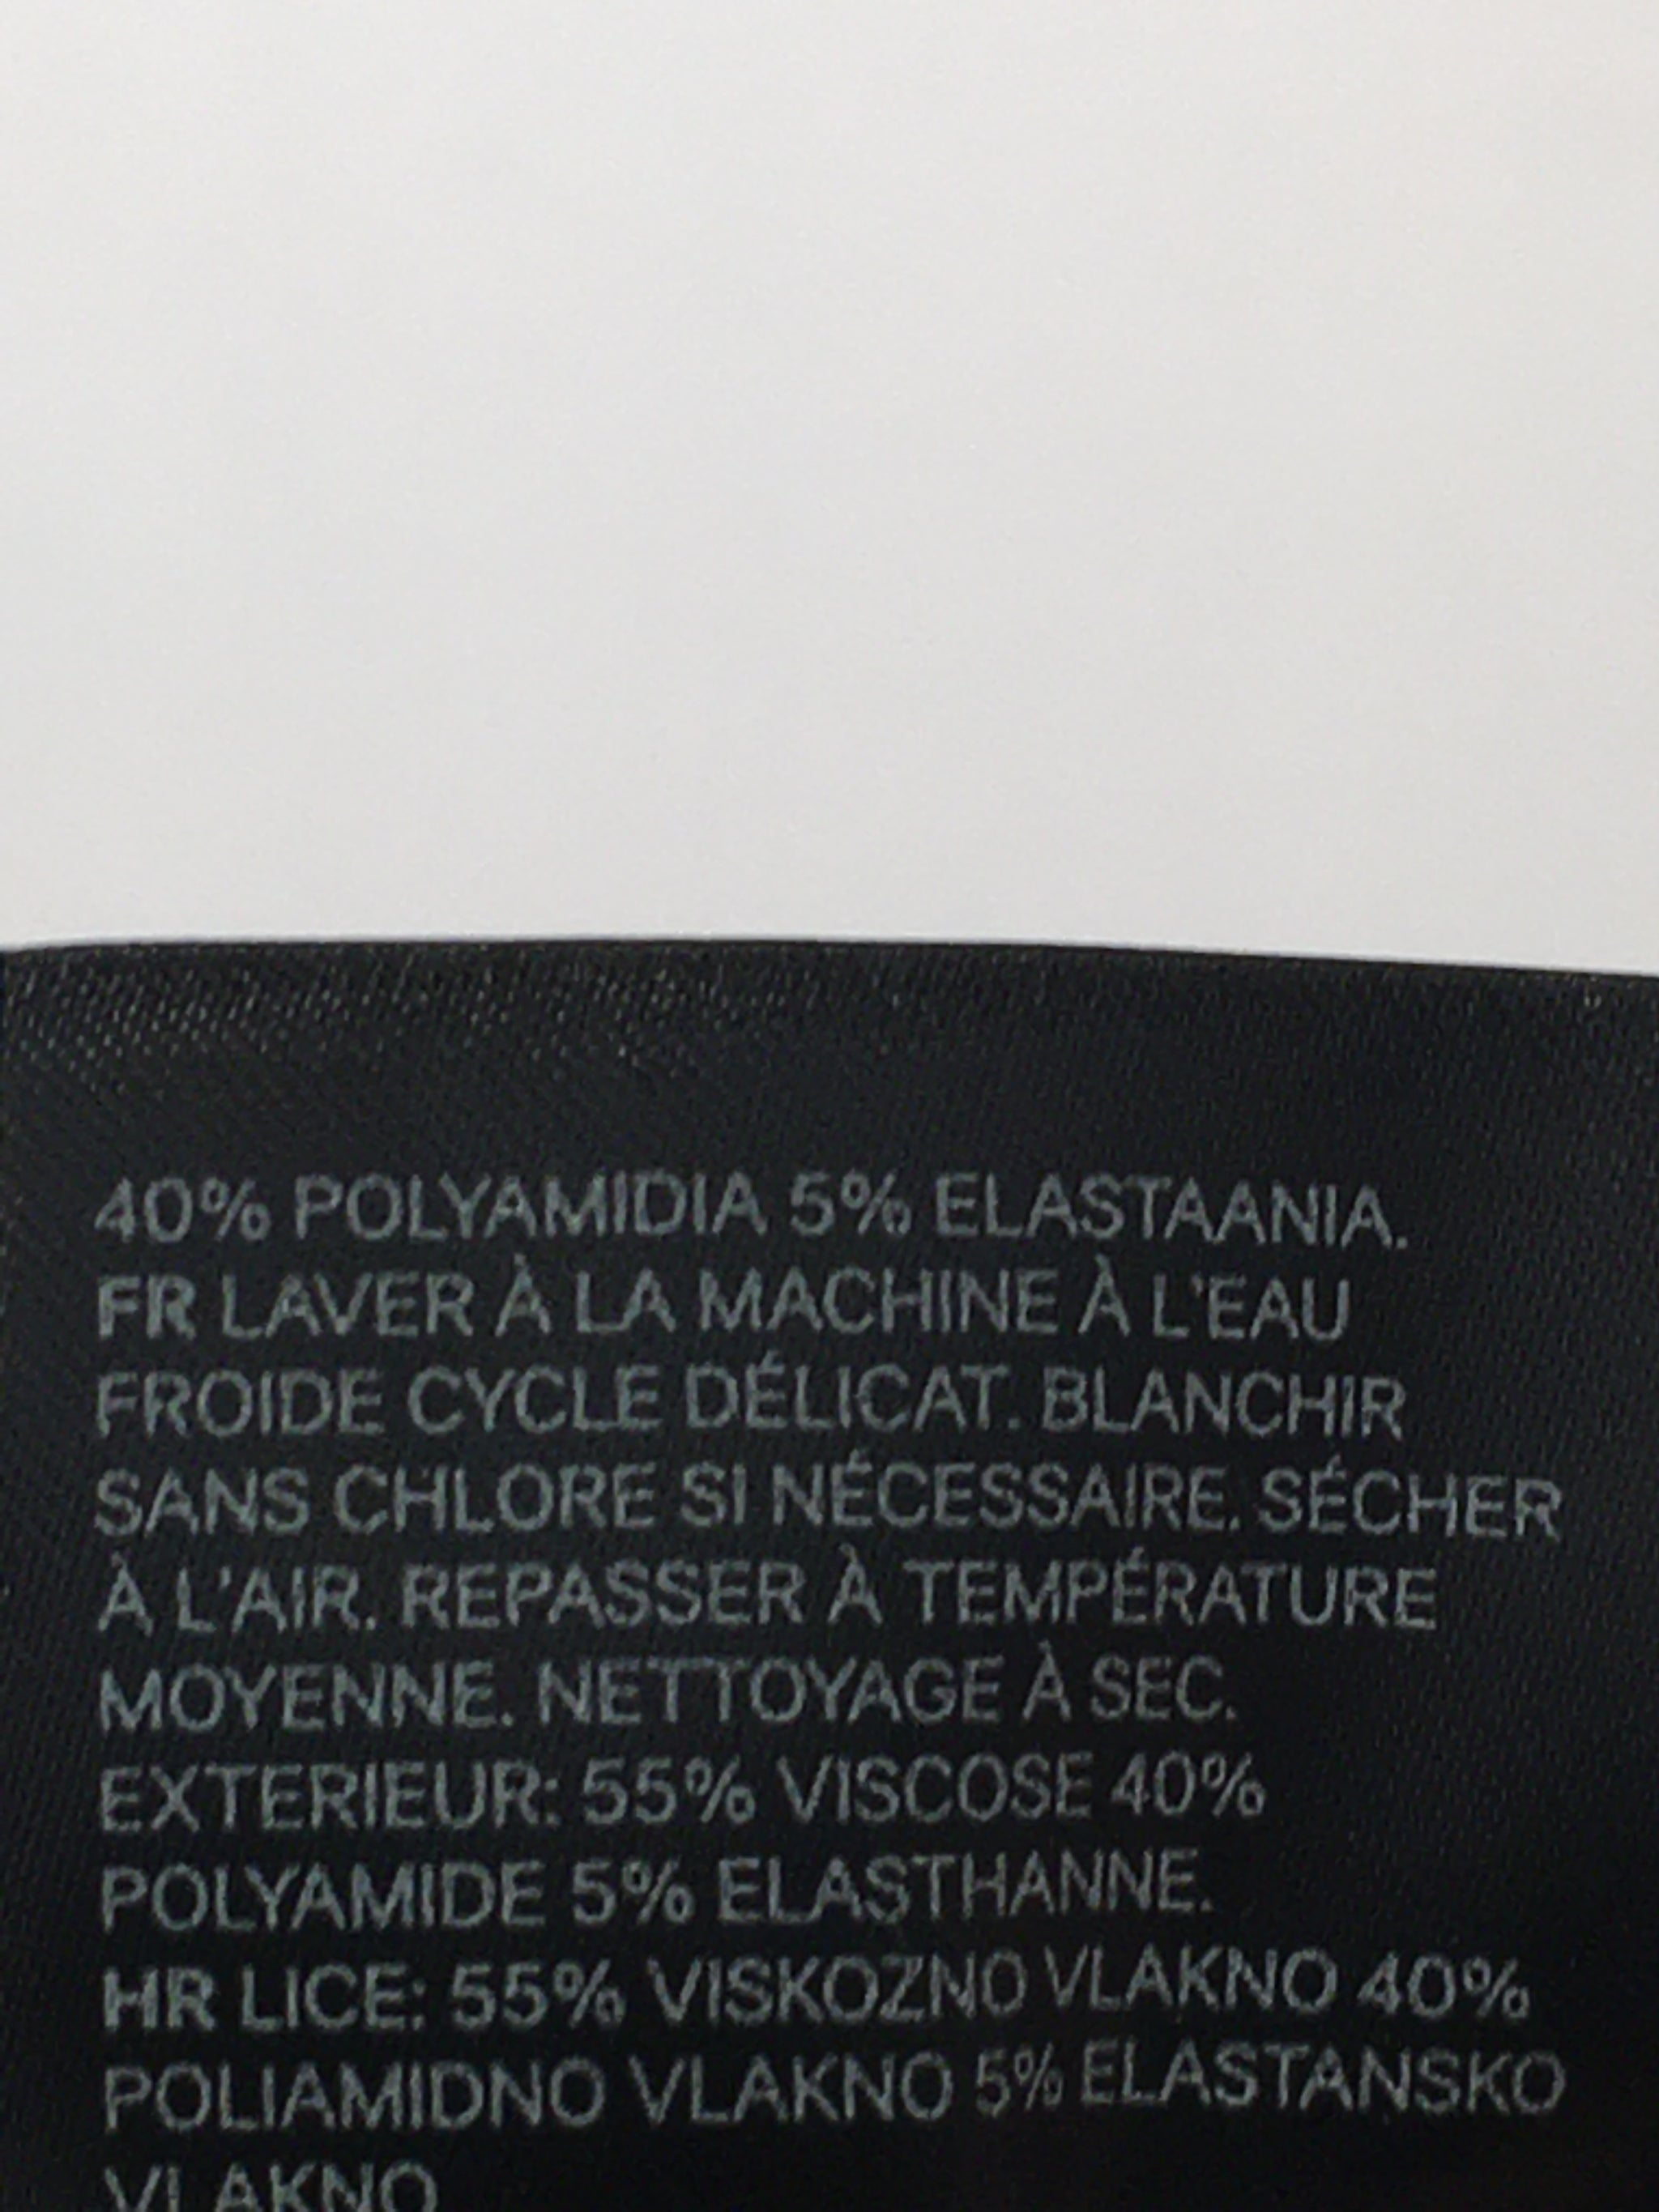 40% POLYAMIDIA 5% ELASTAANIA.
FR LAVER À LA MACHINE À L'EAU
FROIDE CYCLE DÉLICAT. BLANCHIR
SANS CHLORE SI NÉCESSAIRE. SÉCHER
À L'AIR. REPASSER À TEMPÉRATURE
MOYENNE. NETTOYAGE À SEC.
EXTERIEUR: 55% VISCOSE 40%
POLYAMIDE 5% ELASTHANNE.
HR LICE: 55% VISKOZNO VLAKNO 40%
POLIAMIDNO VLAKNO 5% ELASTANSKO
VLAKNO